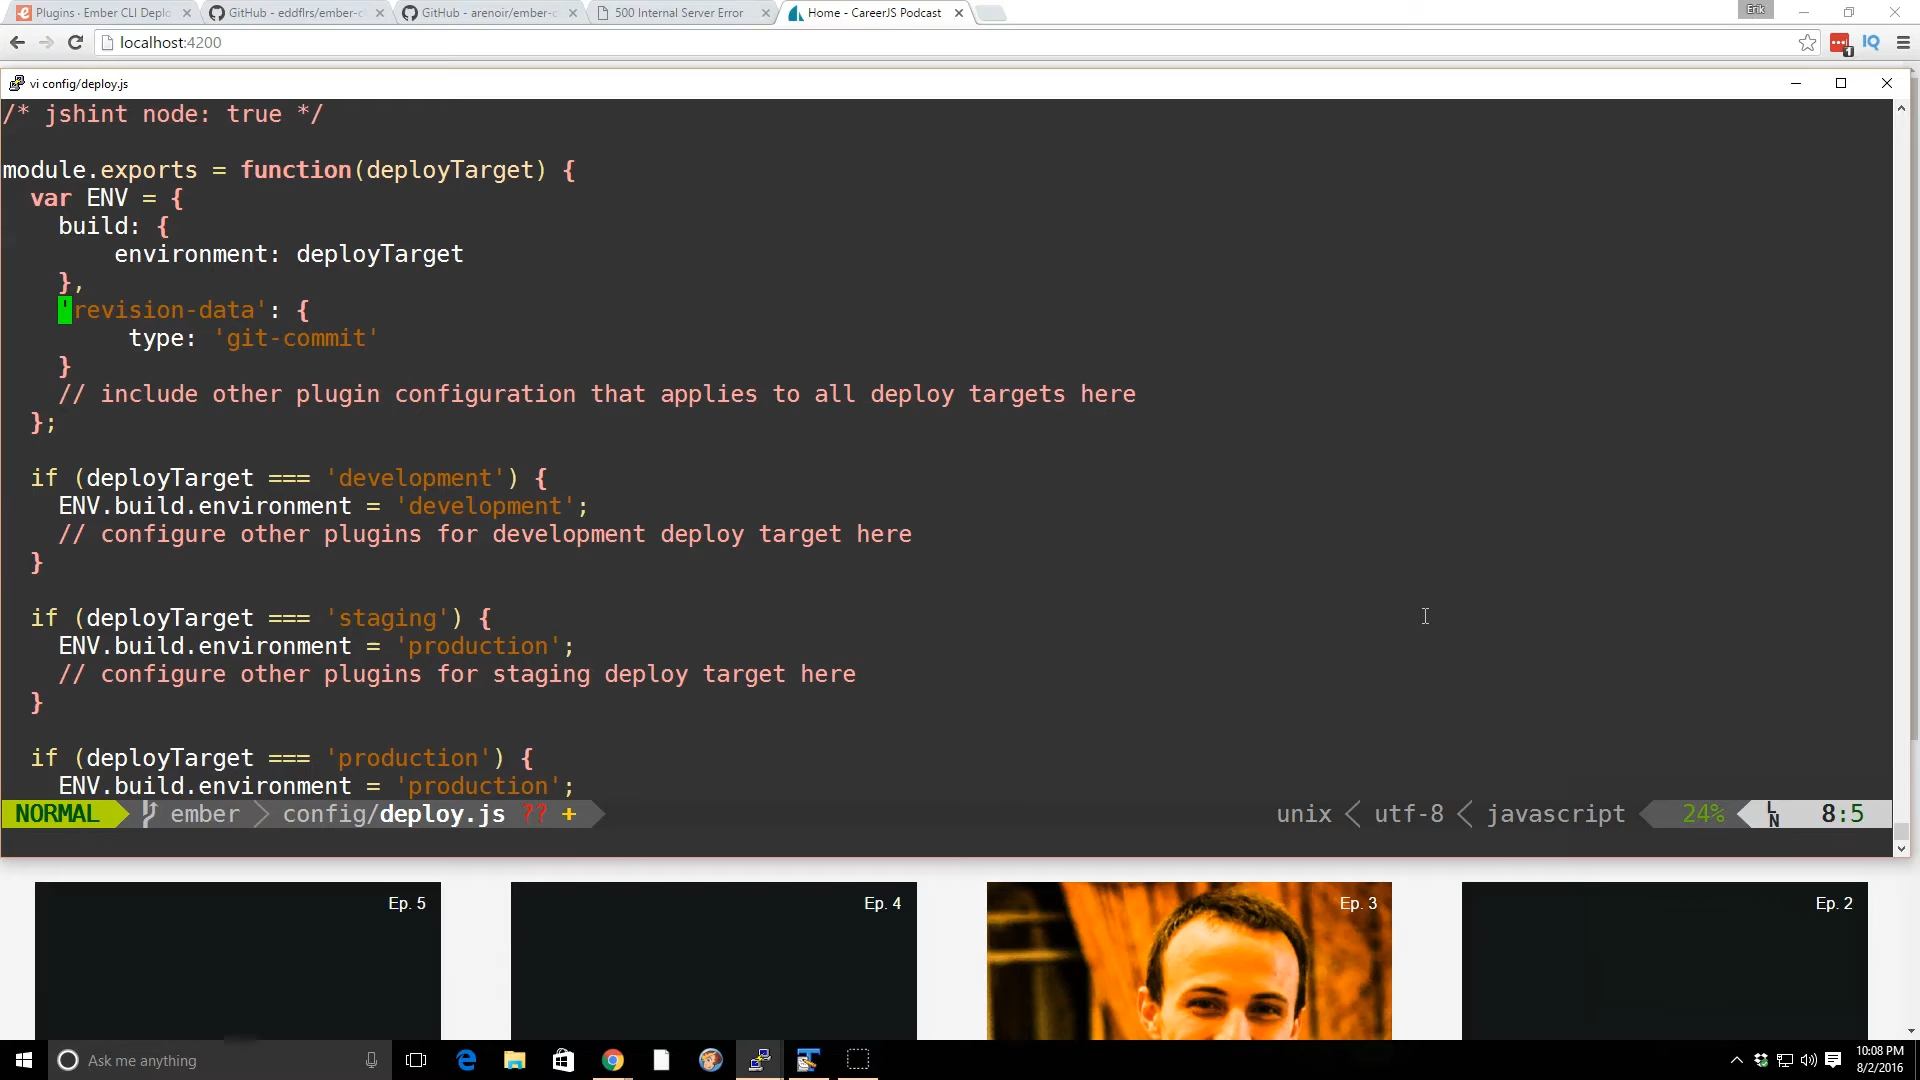 Plugins · Ember CLI Deplo
GitHub - eddflrs/ember-c
GitHub - arenoir/ember-c
500 Internal Server Error
Home - CareerJS Podcast
Erik
localhost:4200
1
IQ
vi config/deploy.js
/* jshint node: true */
module.exports = function(deployTarget) {
var ENV = {
build: {
environment: deployTarget
},
'revision-data': {
type: 'git-commit'
}
// include other plugin configuration that applies to all deploy targets here
};
if (deployTarget === 'development') {
ENV.build.environment = 'development';
// configure other plugins for development deploy target here
}
if (deployTarget === 'staging') {
ENV.build.environment = 'production';
// configure other plugins for staging deploy target here
}
if (deployTarget === 'production') {
ENV.build.environment = 'production';
NORMAL ember config/deploy.js ?? + unix utf-8 javascript 24% LN 8:5
Ep. 5
Ep. 4
Ep. 3
Ep. 2
Ask me anything
10:08 PM
8/2/2016